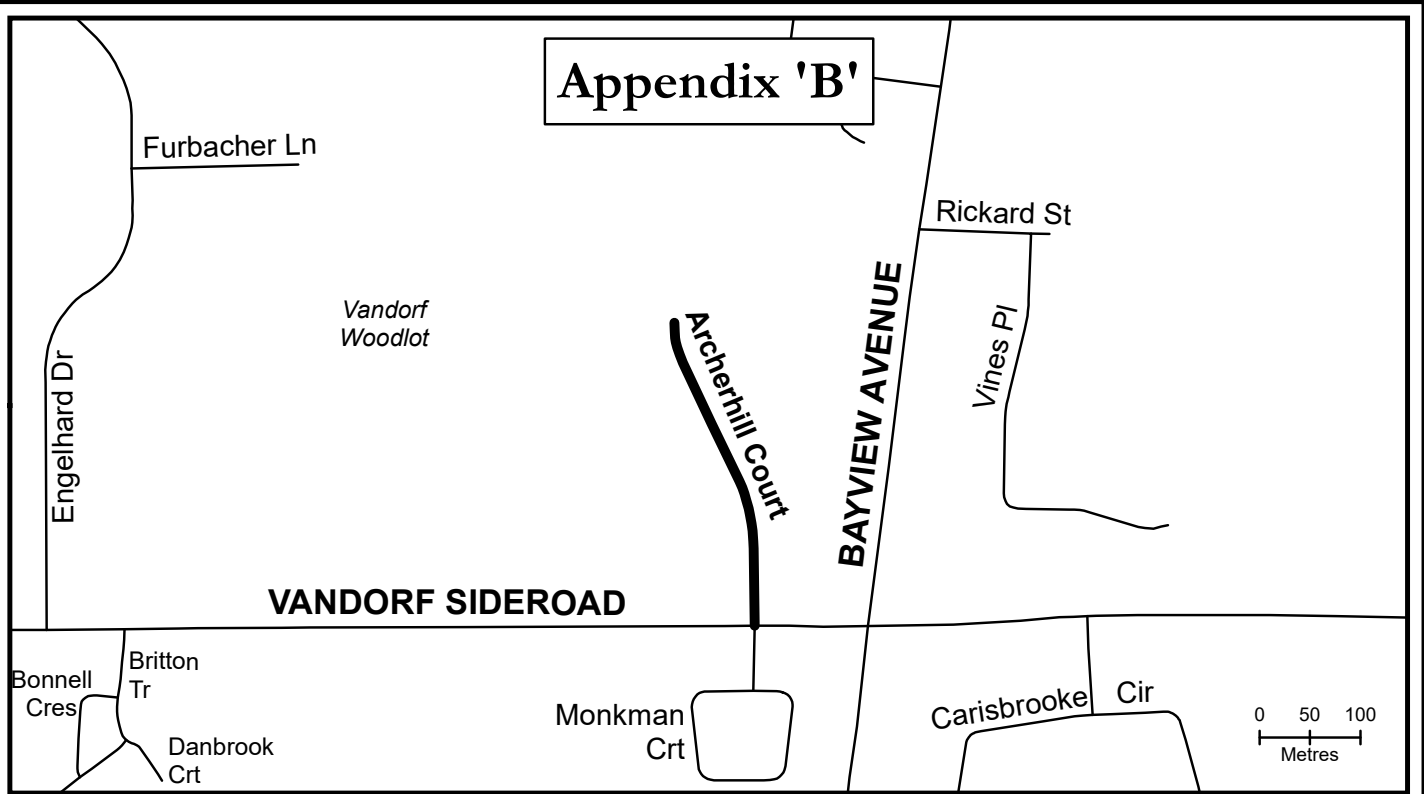 Appendix 'B'
Furbacher Ln
Rickard St
Vandorf
Woodlot
Archerhill Court
BAYVIEW AVENUE
Vines Pl
Engelhard Dr
VANDORF SIDEROAD
Britton
Tr
Bonnell
Cres
Danbrook
Crt
Monkman
Crt
Carisbrooke Cir
0 50 100
Metres